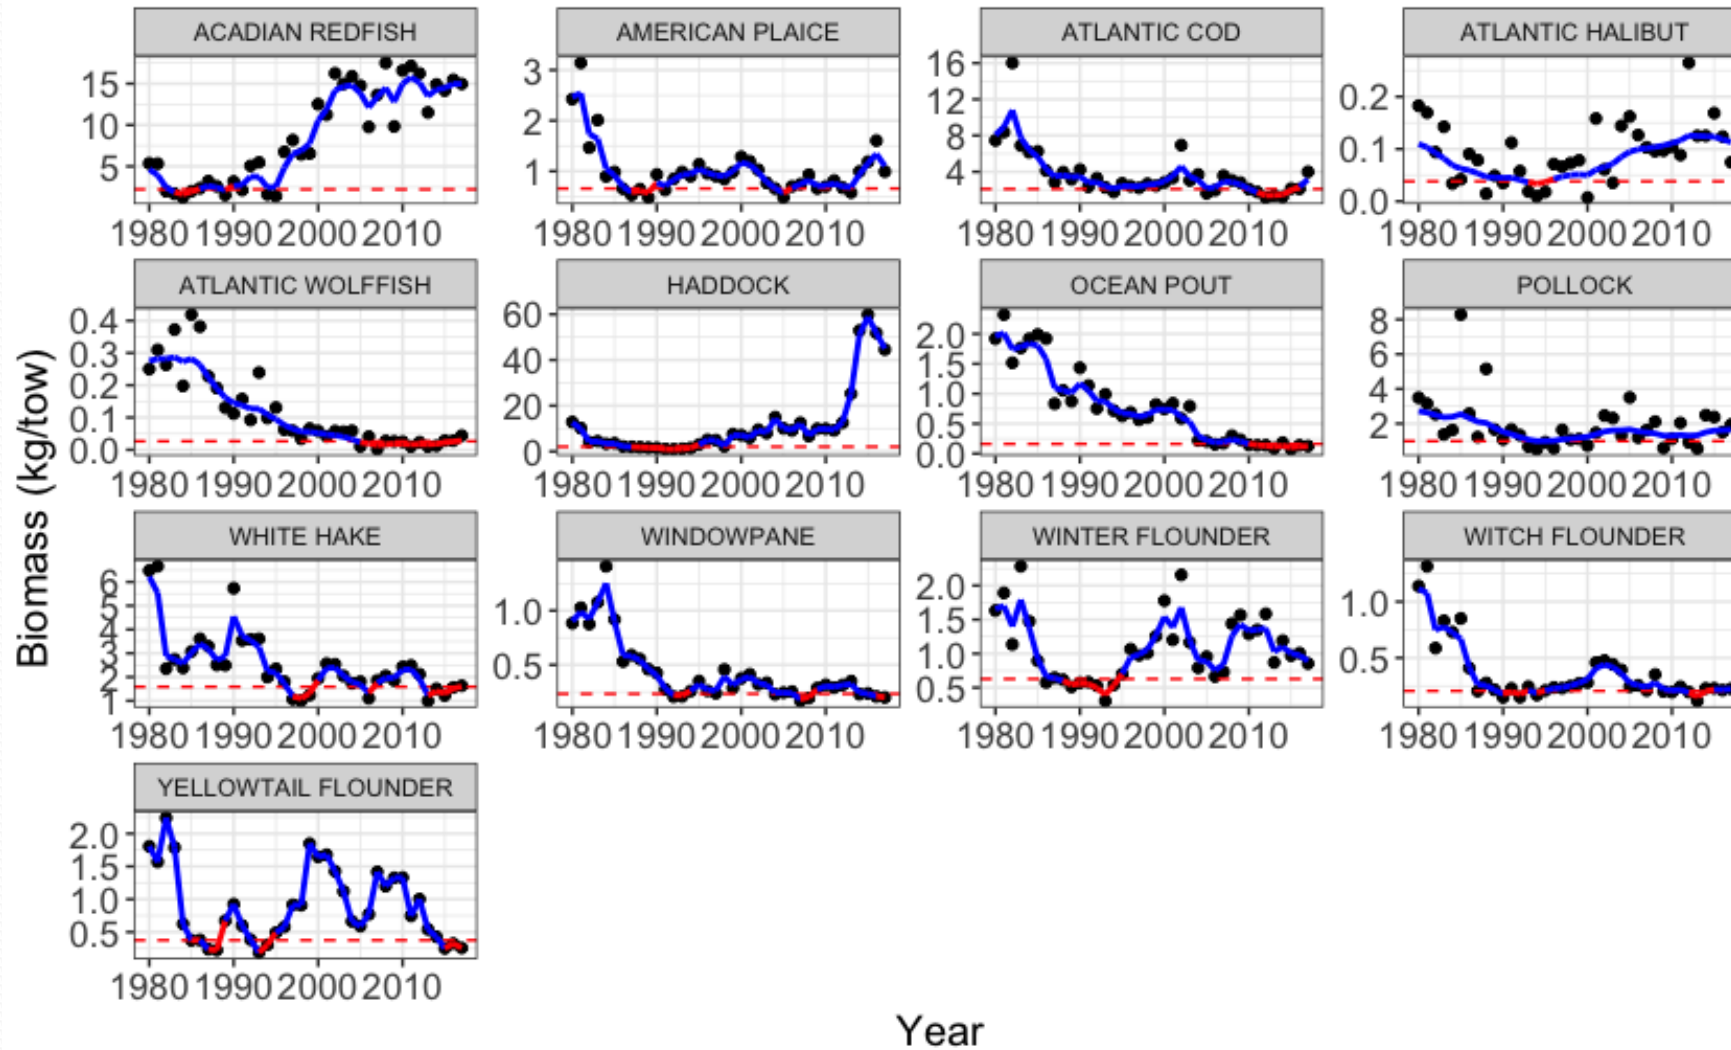 ACADIAN REDFISH AMERICAN PLAICE ATLANTIC COD ATLANTIC HALIBUT
15 10 5
3 2 1
16 12 8 4
0.2 0.1 0.0
1980 1990 2000 2010 1980 1990 2000 2010 1980 1990 2000 2010 1980 1990 2000 2010
ATLANTIC WOLFFISH HADDOCK OCEAN POUT POLLOCK
0.4 0.3 0.2 0.1 0.0
60 40 20 0
2.0 1.5 1.0 0.5 0.0
8 6 4 2
1980 1990 2000 2010 1980 1990 2000 2010 1980 1990 2000 2010 1980 1990 2000 2010
WHITE HAKE WINDOWPANE WINTER FLOUNDER WITCH FLOUNDER
6 5 4 3 2 1
1.0 0.5
2.0 1.5 1.0 0.5
1.0 0.5
1980 1990 2000 2010 1980 1990 2000 2010 1980 1990 2000 2010 1980 1990 2000 2010
YELLOWTAIL FLOUNDER
2.0 1.5 1.0 0.5
1980 1990 2000 2010
Biomass (kg/tow)
Year